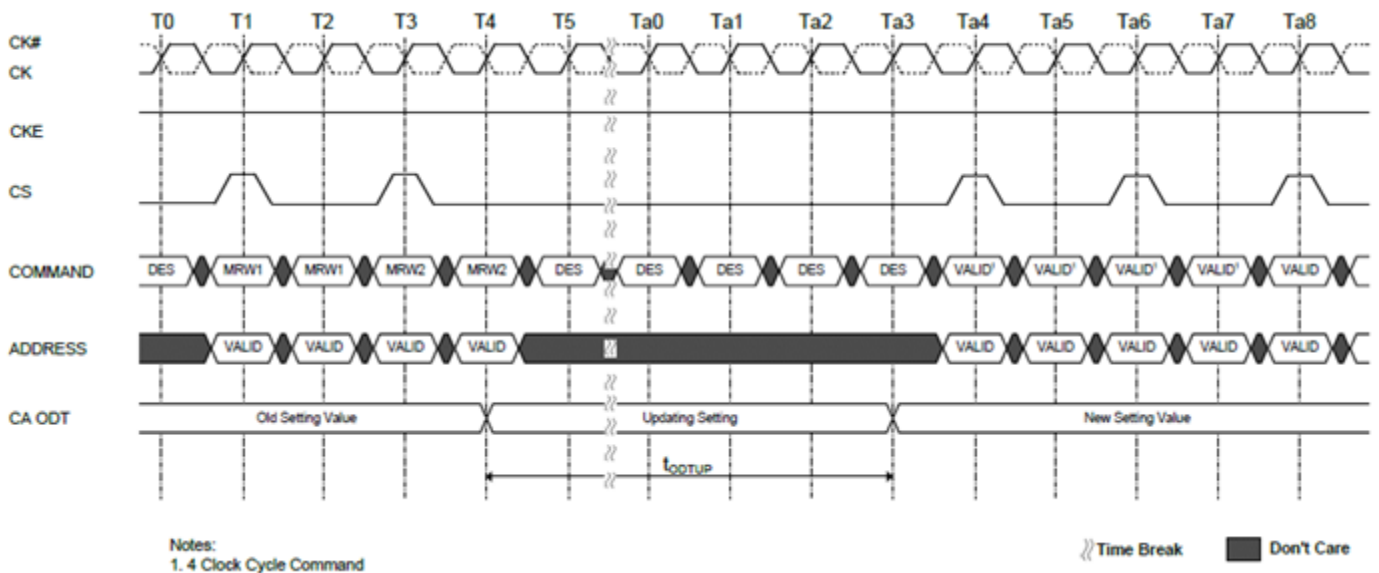 T0 T1 T2 T3 T4 T5 Ta0 Ta1 Ta2 Ta3 Ta4 Ta5 Ta6 Ta7 Ta8
CK#
CK
CKE
CS
COMMAND DES MRW1 MRW1 MRW2 MRW2 DES DES DES DES DES VALID¹ VALID¹ VALID¹ VALID¹ VALID
ADDRESS VALID VALID VALID VALID VALID VALID VALID VALID VALID
CA ODT Old Setting Value Updating Setting New Setting Value
tODTUP
Notes:
1. 4 Clock Cycle Command
Time Break Don't Care